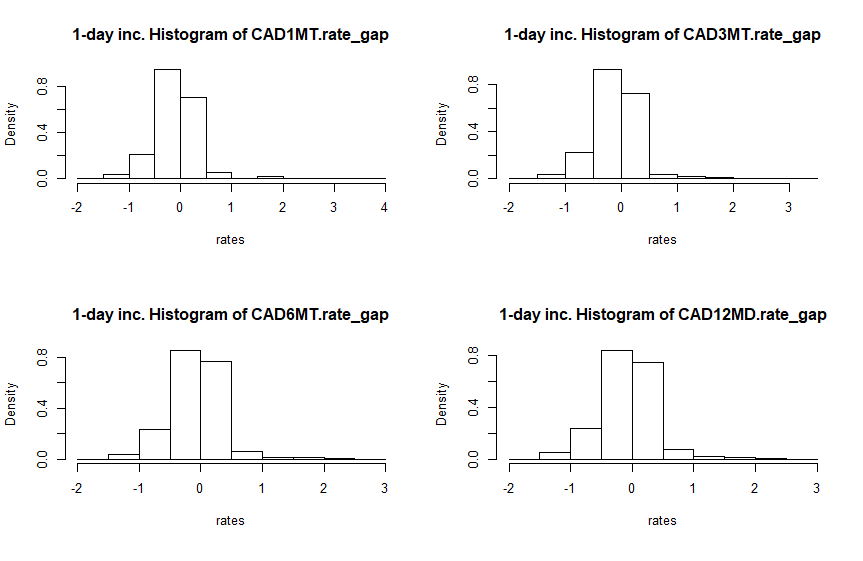 1-day inc. Histogram of CAD1MT.rate_gap
Density
0.0 0.4 0.8
-2 -1 0 1 2 3 4
rates
1-day inc. Histogram of CAD3MT.rate_gap
Density
0.0 0.4 0.8
-2 -1 0 1 2 3
rates
1-day inc. Histogram of CAD6MT.rate_gap
Density
0.0 0.4 0.8
-2 -1 0 1 2 3
rates
1-day inc. Histogram of CAD12MD.rate_gap
Density
0.0 0.4 0.8
-2 -1 0 1 2 3
rates